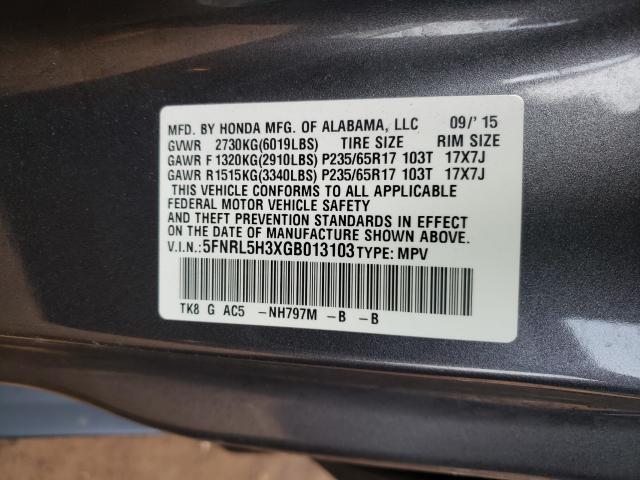 MFD. BY HONDA MFG. OF ALABAMA, LLC 09/' 15
GVWR 2730KG(6019LBS) TIRE SIZE RIM SIZE
GAWR F 1320KG(2910LBS) P235/65R17 103T 17X7J
GAWR R1515KG(3340LBS) P235/65R17 103T 17X7J
THIS VEHICLE CONFORMS TO ALL APPLICABLE
FEDERAL MOTOR VEHICLE SAFETY
AND THEFT PREVENTION STANDARDS IN EFFECT
ON THE DATE OF MANUFACTURE SHOWN ABOVE.
V.I.N.:5FNRL5H3XGB013103 TYPE: MPV
TK8 G AC5 -NH797M -B -B